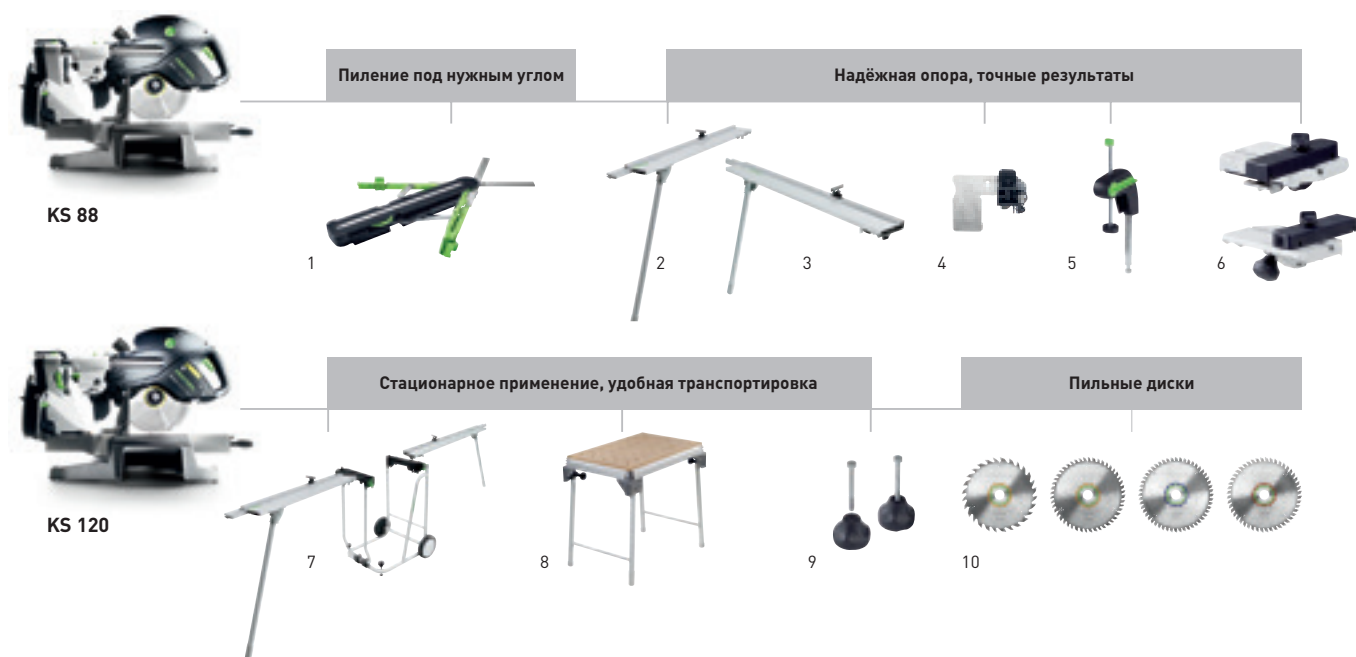 Пиление под нужным углом
Надёжная опора, точные результаты
KS 88
1
2
3
4
5
6
Стационарное применение, удобная транспортировка
Пильные диски
KS 120
7
8
9
10